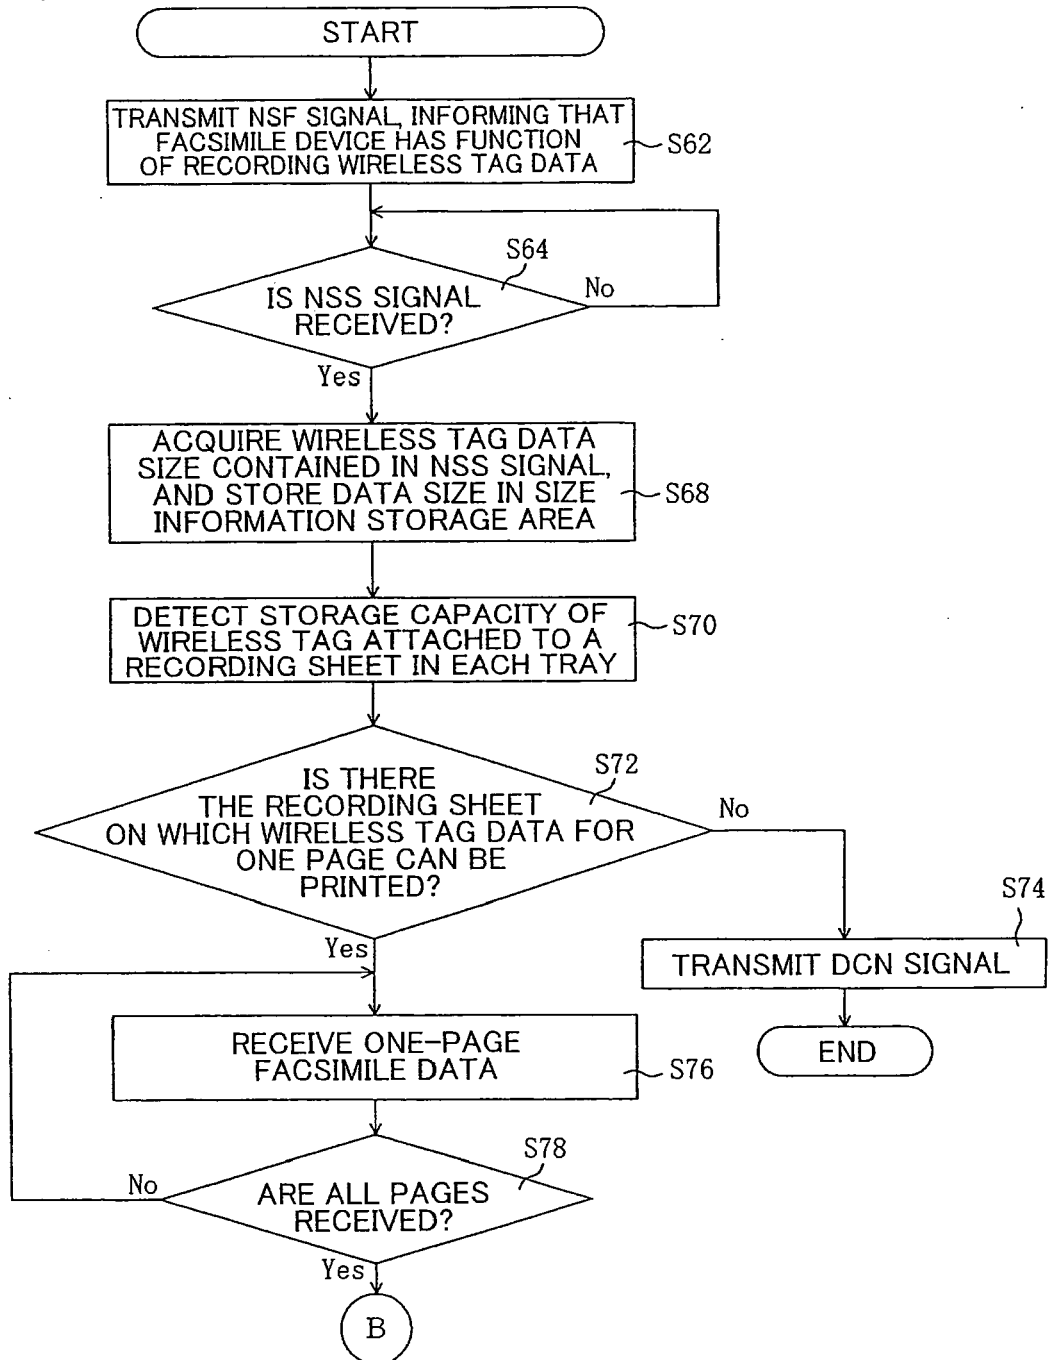 START
TRANSMIT NSF SIGNAL, INFORMING THAT
FACSIMILE DEVICE HAS FUNCTION
OF RECORDING WIRELESS TAG DATA
S62
S64
IS NSS SIGNAL
RECEIVED?
No
Yes
ACQUIRE WIRELESS TAG DATA
SIZE CONTAINED IN NSS SIGNAL,
AND STORE DATA SIZE IN SIZE
INFORMATION STORAGE AREA
S68
DETECT STORAGE CAPACITY OF
WIRELESS TAG ATTACHED TO A
RECORDING SHEET IN EACH TRAY
S70
S72
IS THERE
THE RECORDING SHEET
ON WHICH WIRELESS TAG DATA FOR
ONE PAGE CAN BE
PRINTED?
No
Yes
S74
TRANSMIT DCN SIGNAL
END
RECEIVE ONE-PAGE
FACSIMILE DATA
S76
S78
ARE ALL PAGES
RECEIVED?
No
Yes
B